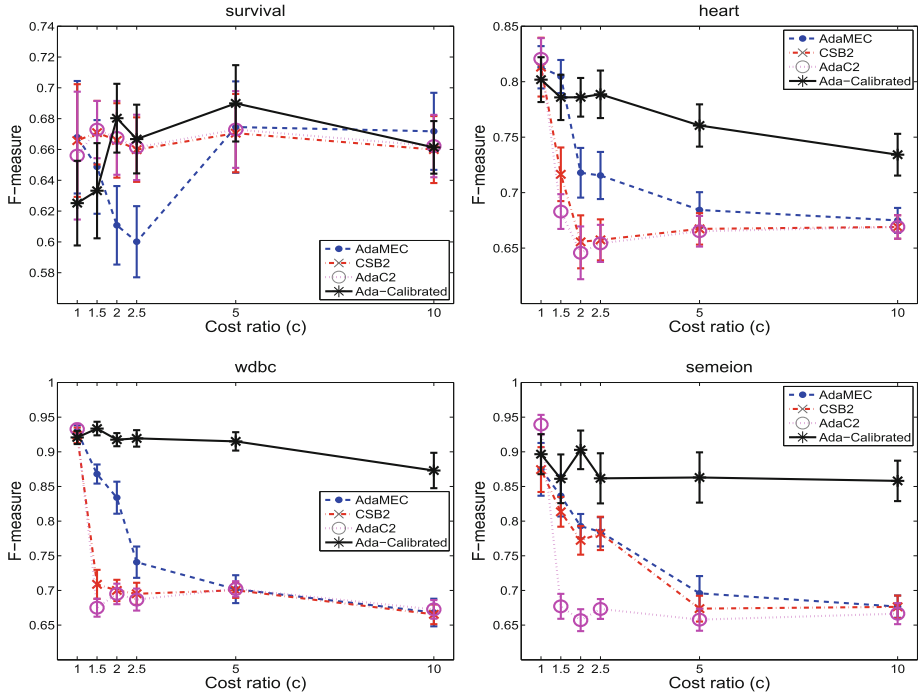 survival
0.74
0.72
0.7
0.68
0.66
0.64
0.62
0.6
0.58
F-measure
1 1.5 2 2.5 5 10
Cost ratio (c)
AdaMEC
CSB2
AdaC2
Ada-Calibrated
heart
0.85
0.8
0.75
0.7
0.65
F-measure
1 1.5 2 2.5 5 10
Cost ratio (c)
AdaMEC
CSB2
AdaC2
Ada-Calibrated
wdbc
1
0.95
0.9
0.85
0.8
0.75
0.7
0.65
F-measure
1 1.5 2 2.5 5 10
Cost ratio (c)
AdaMEC
CSB2
AdaC2
Ada-Calibrated
semeion
1
0.95
0.9
0.85
0.8
0.75
0.7
0.65
F-measure
1 1.5 2 2.5 5 10
Cost ratio (c)
AdaMEC
CSB2
AdaC2
Ada-Calibrated